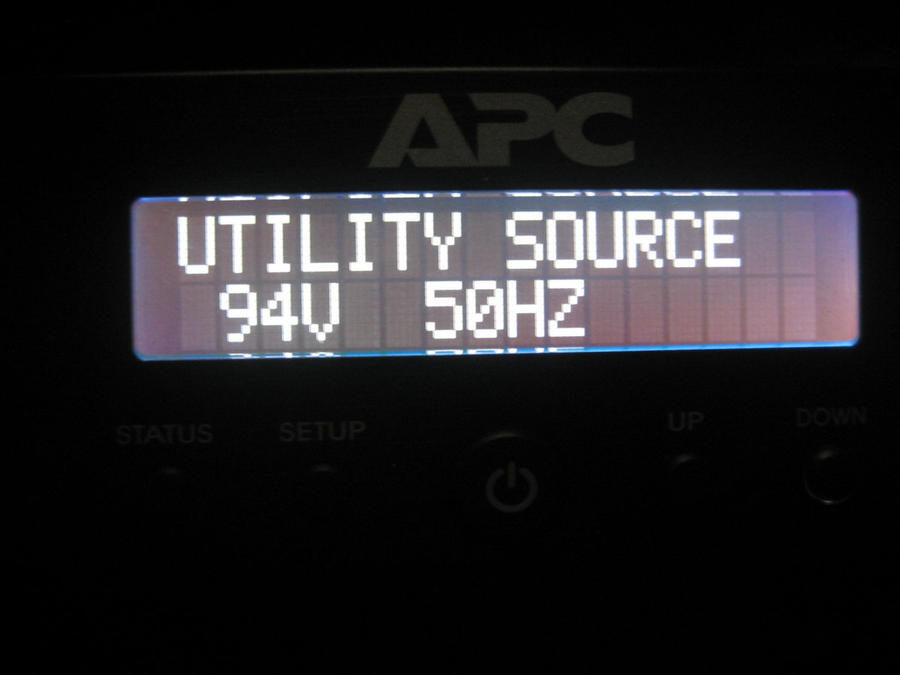 APC
UTILITY SOURCE
94V 50HZ
STATUS SETUP UP DOWN